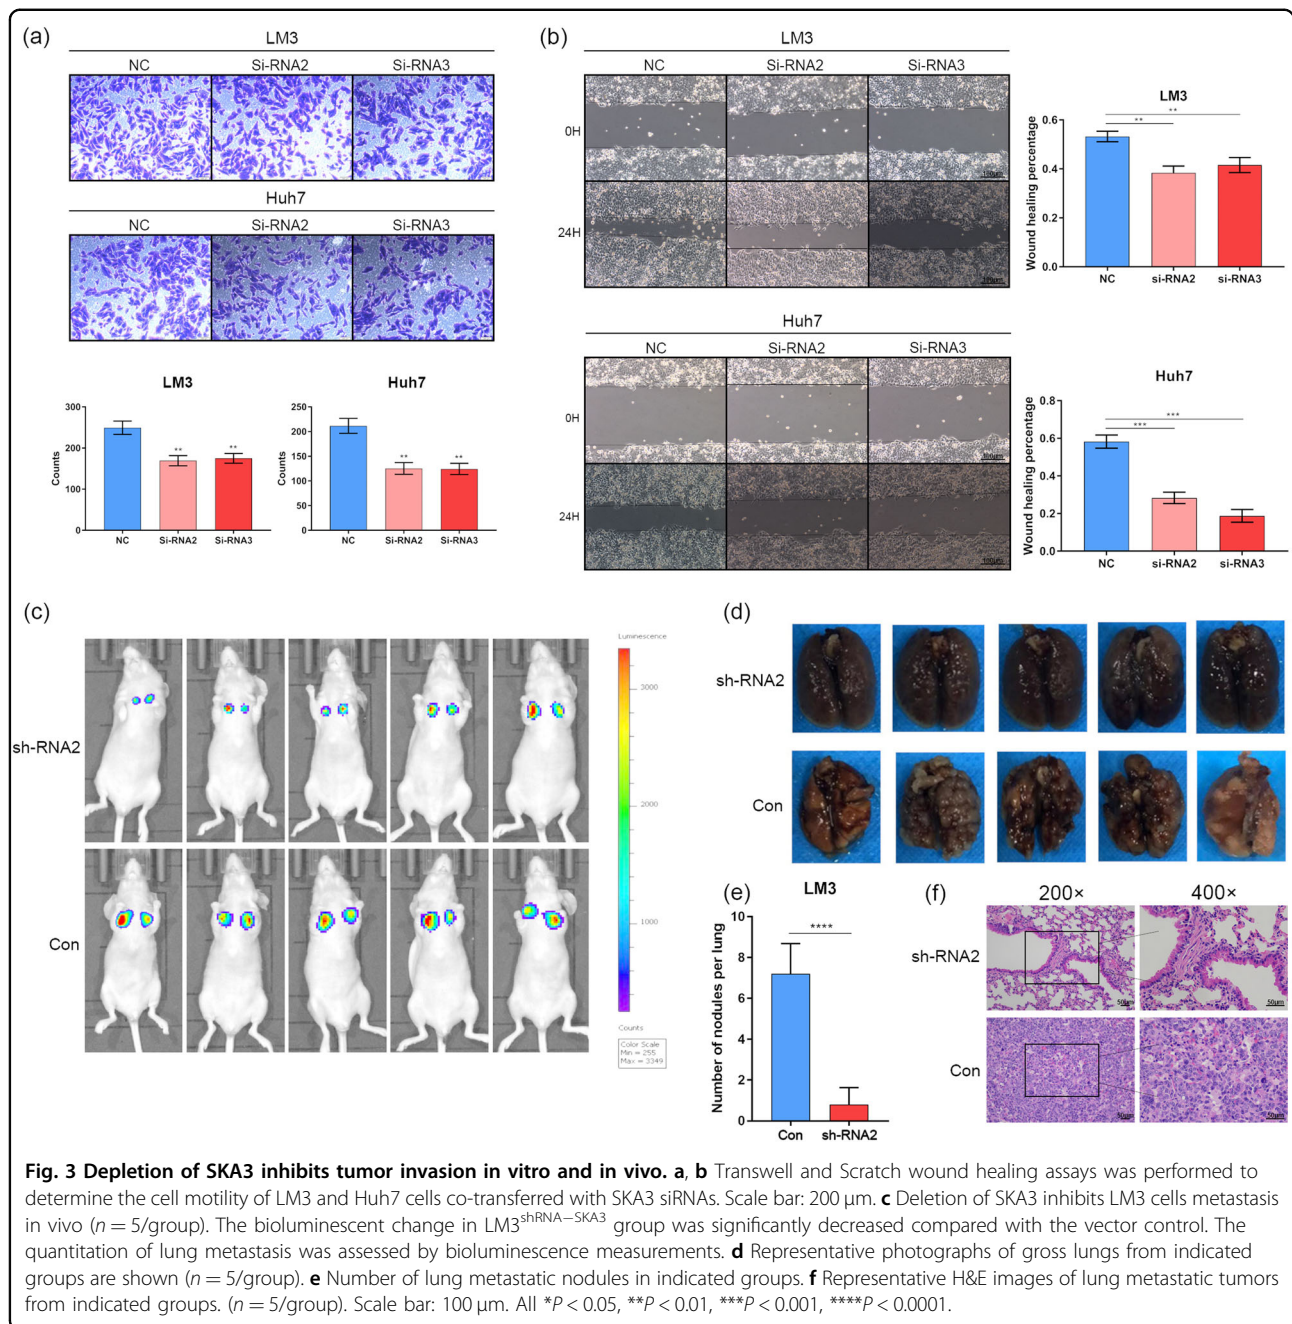 (a)
LM3
NC Si-RNA2 Si-RNA3
Huh7
NC Si-RNA2 Si-RNA3
LM3
Counts
300
200
100
0
** **
NC Si-RNA2 Si-RNA3
Huh7
Counts
250
200
150
100
50
0
** **
NC Si-RNA2 Si-RNA3
(b)
LM3
NC Si-RNA2 Si-RNA3
0H
100μm
24H
100μm
LM3
Wound healing percentage
0.6
0.4
0.2
0.0
**
**
NC si-RNA2 si-RNA3
Huh7
NC Si-RNA2 Si-RNA3
0H
100μm
24H
100μm
Huh7
Wound healing percentage
0.8
0.6
0.4
0.2
0.0
***
***
NC si-RNA2 si-RNA3
(c)
sh-RNA2
Con
Luminescence
3000
2000
1000
Counts
Color Scale
Min = 255
Max = 3349
(d)
sh-RNA2
Con
(e)
LM3
Number of nodules per lung
10
8
6
4
2
0
****
Con sh-RNA2
(f)
200× 400×
sh-RNA2
50μm 50μm
Con
50μm 50μm
Fig. 3 Depletion of SKA3 inhibits tumor invasion in vitro and in vivo. a, b Transwell and Scratch wound healing assays was performed to
determine the cell motility of LM3 and Huh7 cells co-transferred with SKA3 siRNAs. Scale bar: 200 μm. c Deletion of SKA3 inhibits LM3 cells metastasis
in vivo (n = 5/group). The bioluminescent change in LM3shRNA−SKA3 group was significantly decreased compared with the vector control. The
quantitation of lung metastasis was assessed by bioluminescence measurements. d Representative photographs of gross lungs from indicated
groups are shown (n = 5/group). e Number of lung metastatic nodules in indicated groups. f Representative H&E images of lung metastatic tumors
from indicated groups. (n = 5/group). Scale bar: 100 μm. All *P < 0.05, **P < 0.01, ***P < 0.001, ****P < 0.0001.